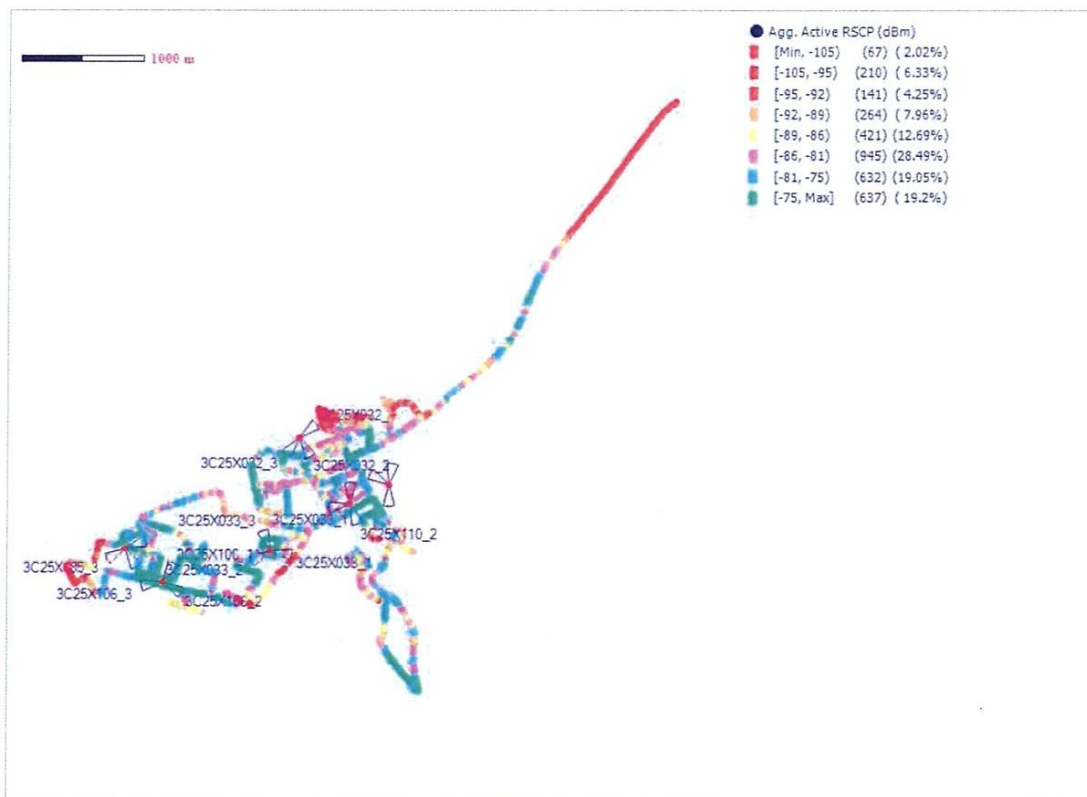 1000 m
Agg. Active RSCP (dBm)
[Min, -105) (67) ( 2.02%)
[-105, -95) (210) ( 6.33%)
[-95, -92) (141) ( 4.25%)
[-92, -89) (264) ( 7.96%)
[-89, -86) (421) (12.69%)
[-86, -81) (945) (28.49%)
[-81, -75) (632) (19.05%)
[-75, Max] (637) ( 19.2%)
3C25X032_3
3C25X032_2
3C25X033_3
3C25X033_1
3C25X110_2
3C25X033_2
3C25X106_3
3C25X106_2